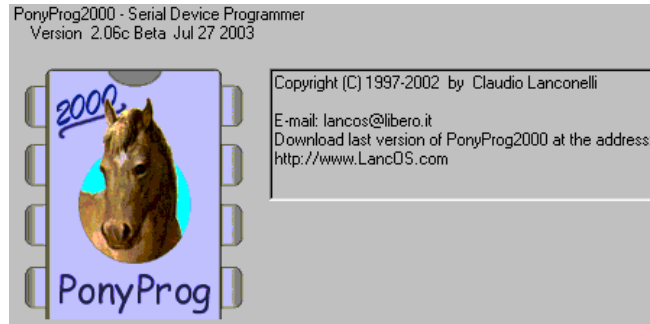 PonyProg2000 - Serial Device Programmer
Version 2.06c Beta Jul 27 2003
2000
PonyProg
Copyright (C) 1997-2002 by Claudio Lanconelli
E-mail: lancos@libero.it
Download last version of PonyProg2000 at the address
http://www.LancOS.com